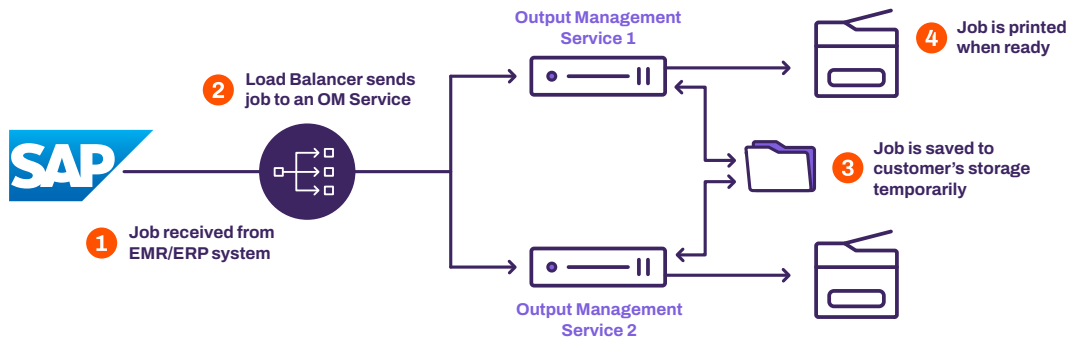 Output Management
Service 1
4
Job is printed
when ready
2
Load Balancer sends
job to an OM Service
SAP
3
Job is saved to
customer's storage
temporarily
1
Job received from
EMR/ERP system
Output Management
Service 2